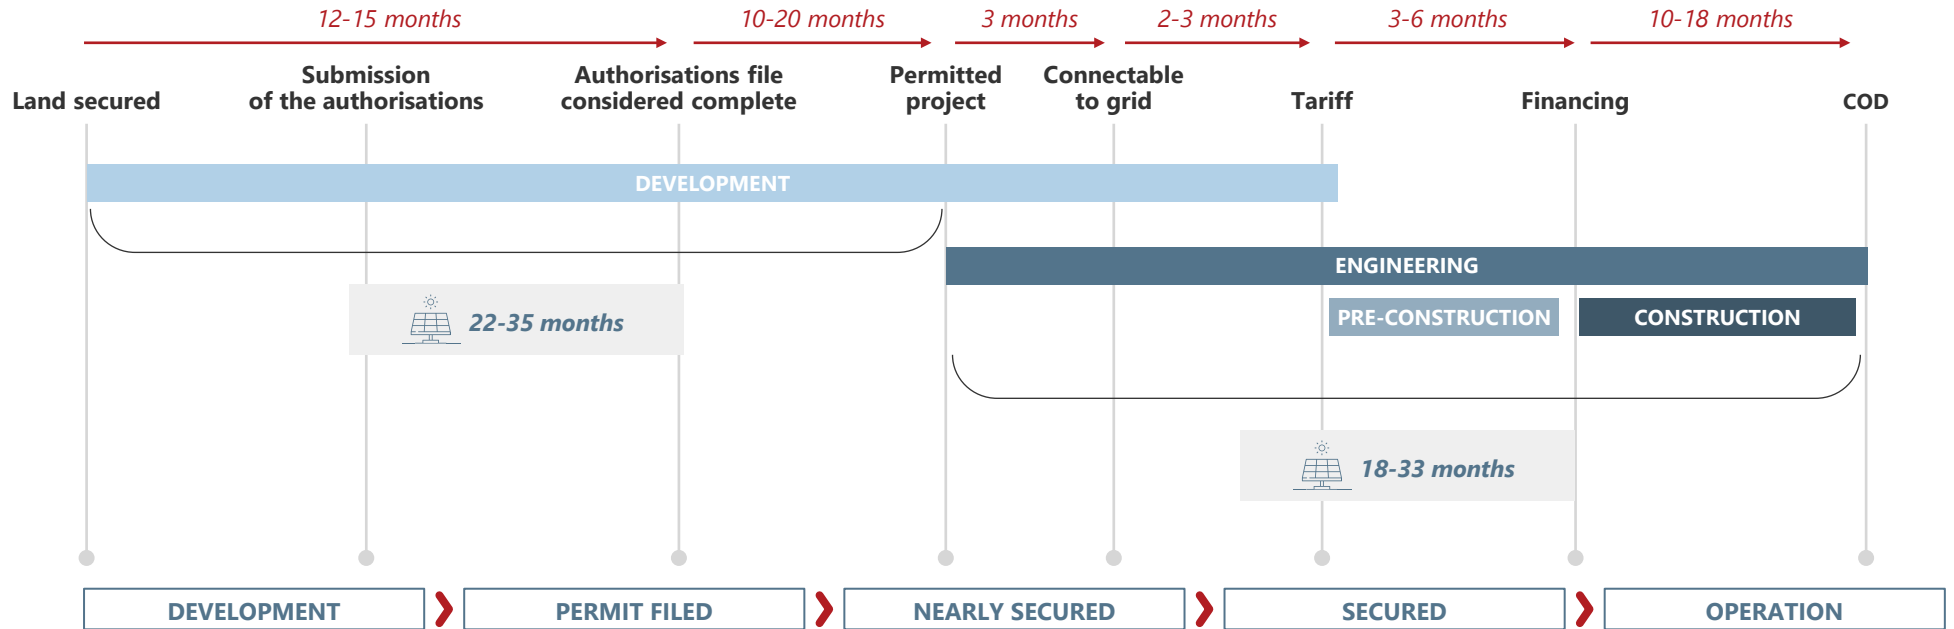 12-15 months
10-20 months
3 months
2-3 months
3-6 months
10-18 months
Land secured
Submission
of the authorisations
Authorisations file
considered complete
Permitted
project
Connectable
to grid
Tariff
Financing
COD
DEVELOPMENT
ENGINEERING
PRE-CONSTRUCTION
CONSTRUCTION
22-35 months
18-33 months
DEVELOPMENT
PERMIT FILED
NEARLY SECURED
SECURED
OPERATION